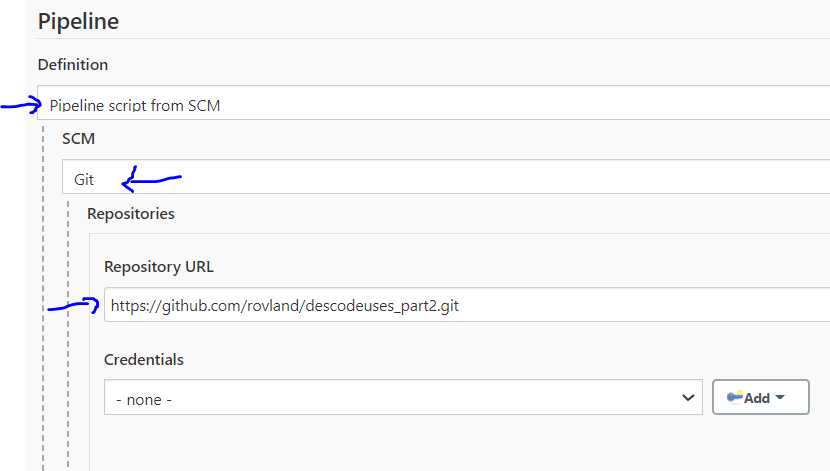 Pipeline
Definition
Pipeline script from SCM
SCM
Git
Repositories
Repository URL
https://github.com/rovland/descodeuses_part2.git
Credentials
- none -
Add